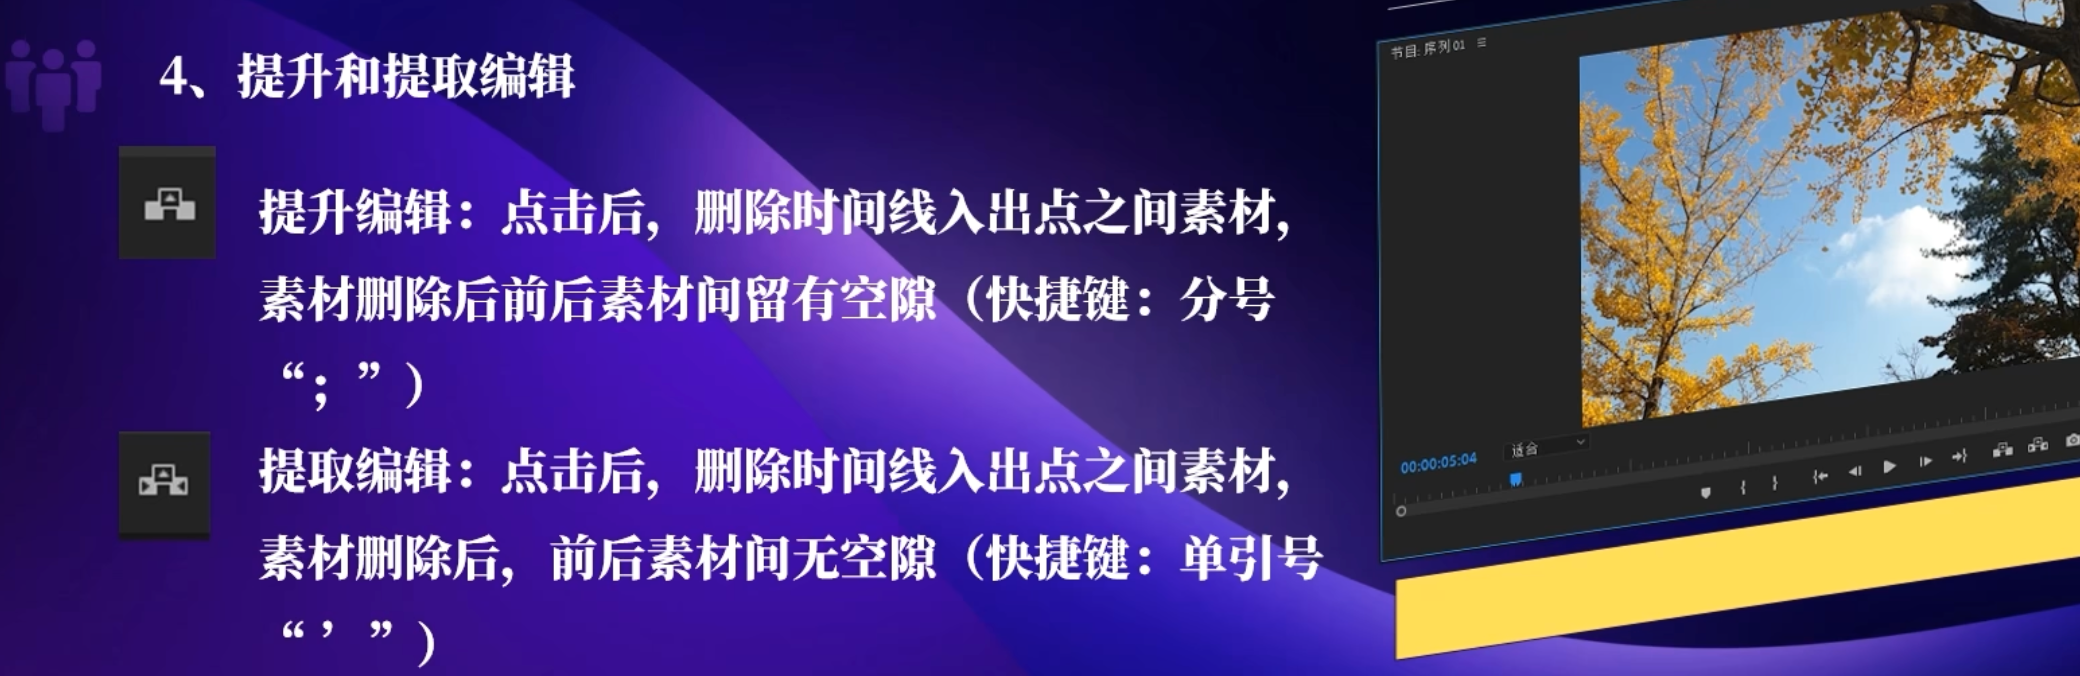 4、提升和提取编辑
提升编辑：点击后，删除时间线入出点之间素材，
素材删除后前后素材间留有空隙（快捷键：分号
“；”）
提取编辑：点击后，删除时间线入出点之间素材，
素材删除后，前后素材间无空隙（快捷键：单引号
“’”）
节目: 序列 01
00:00:05:04
适合